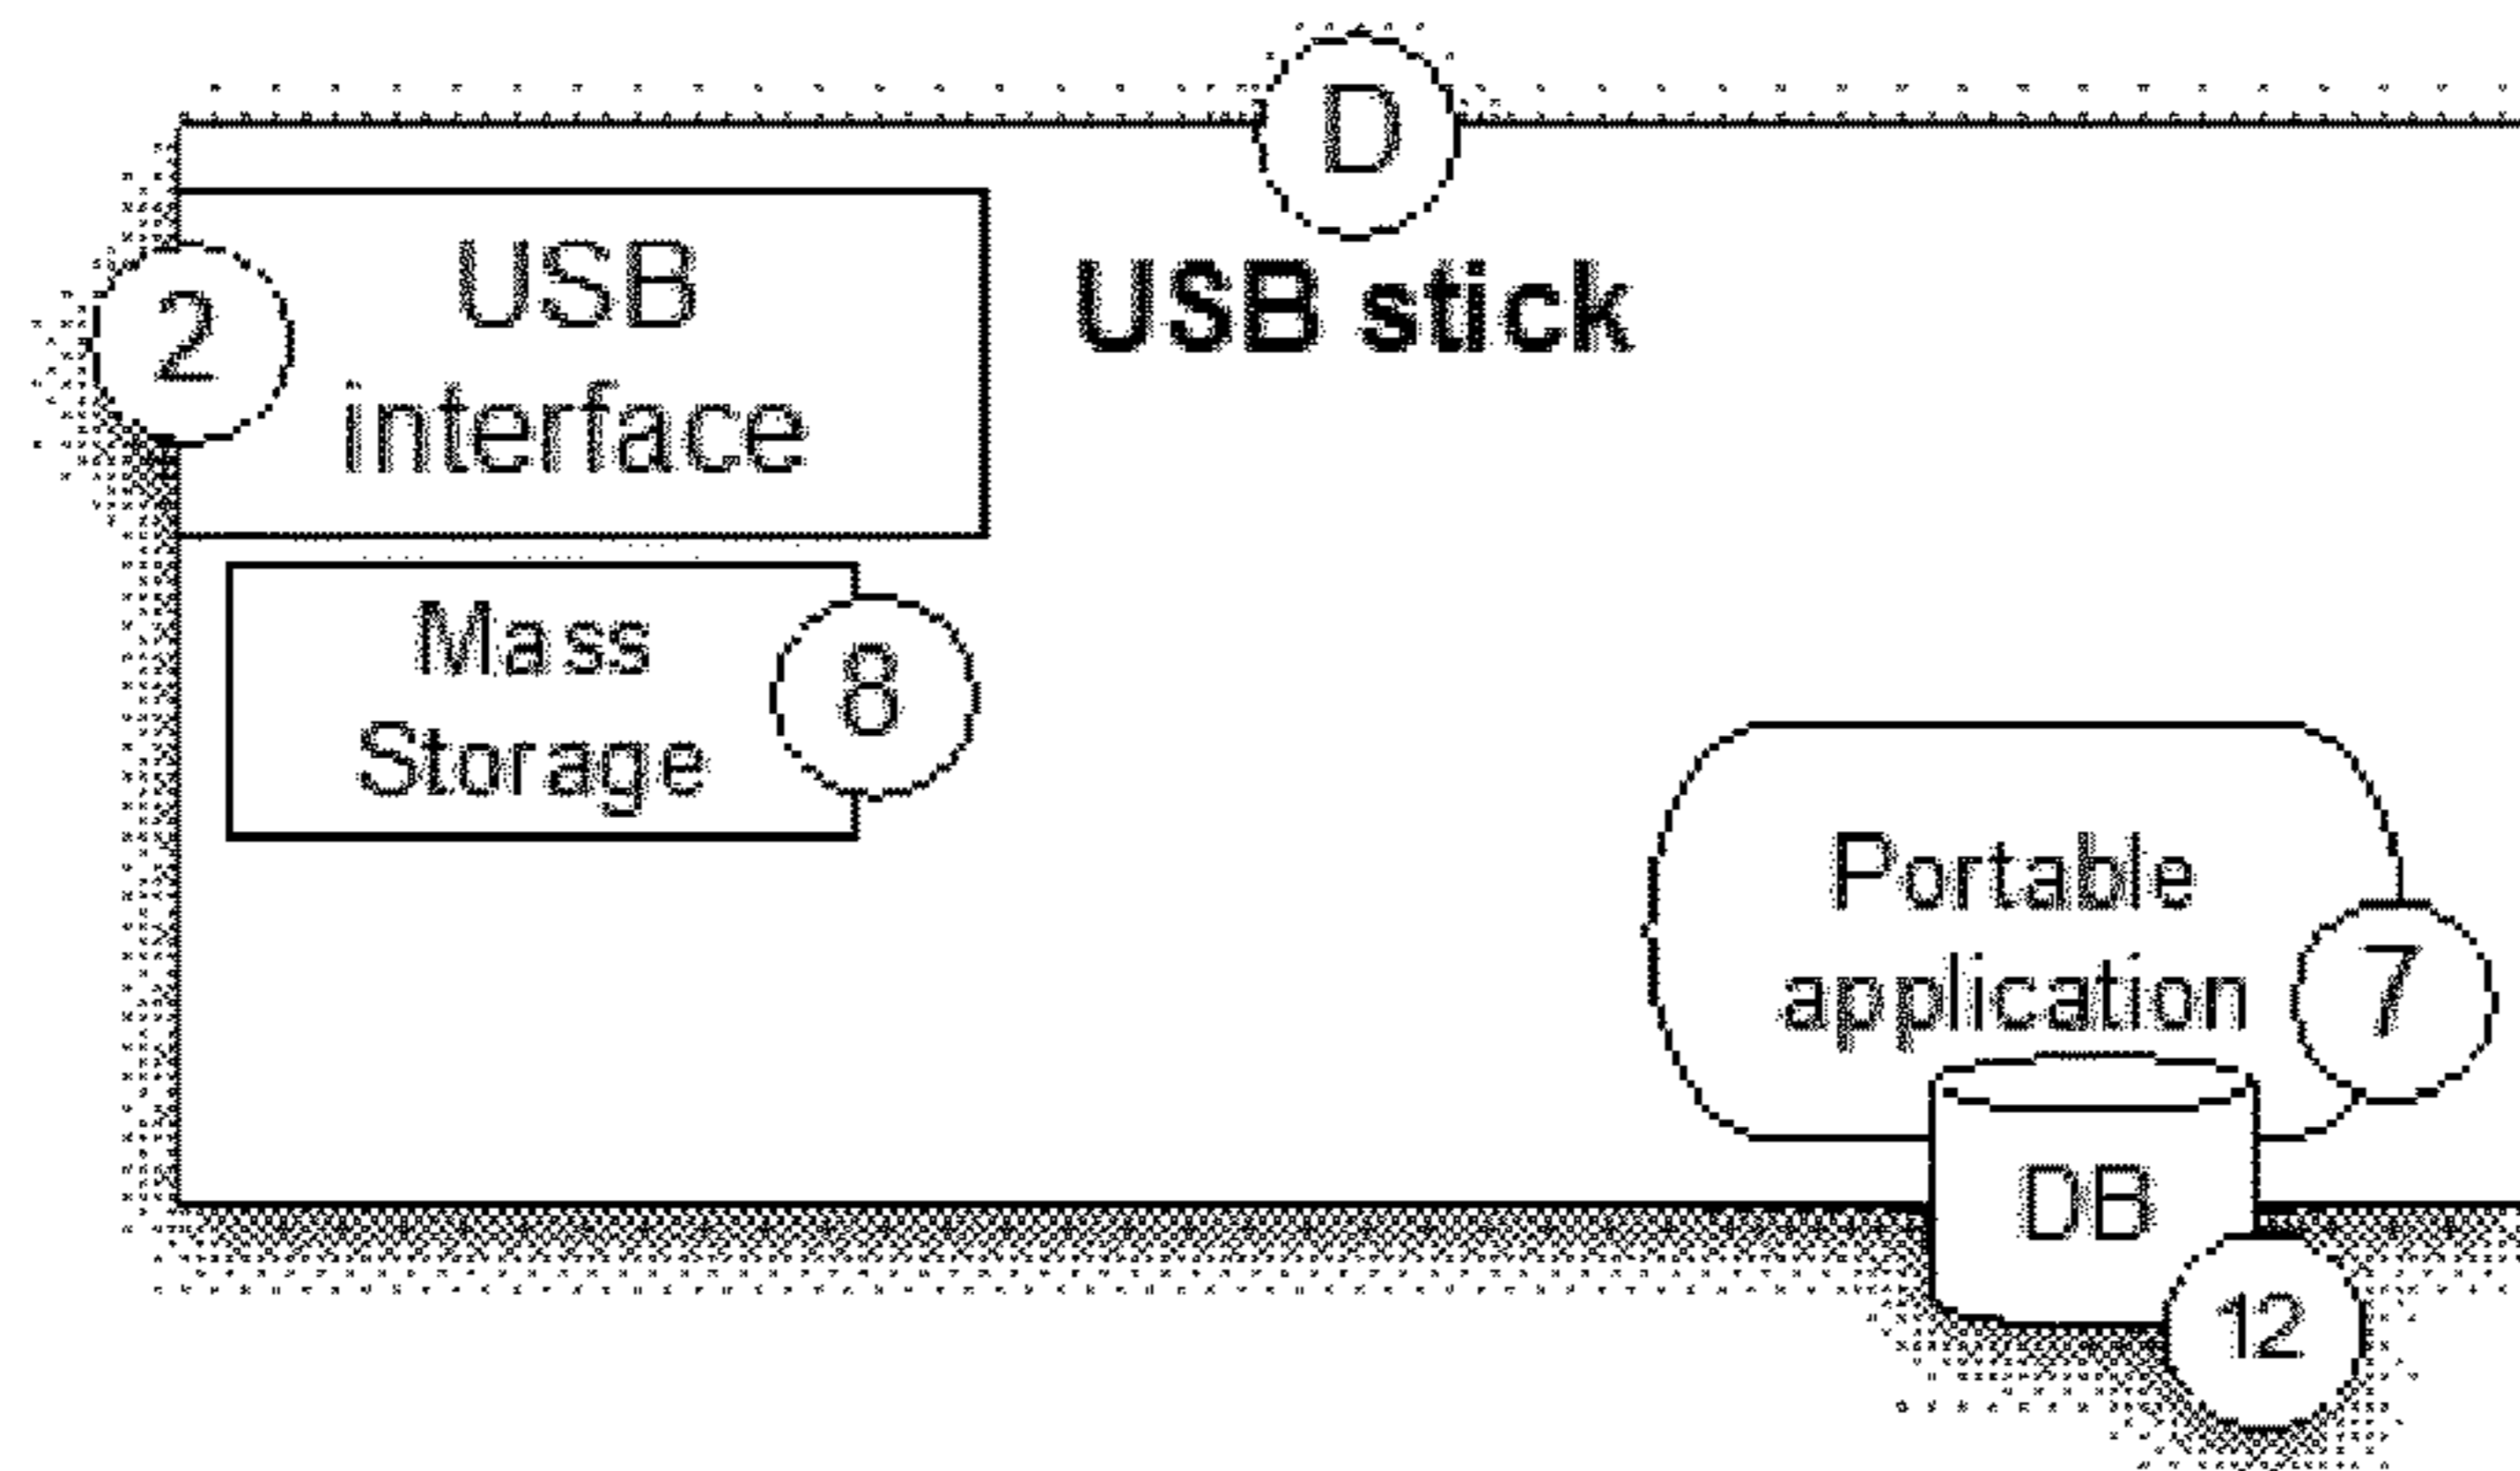 D
USB stick
2
USB
interface
Mass
Storage
8
Portable
application
7
DB
12